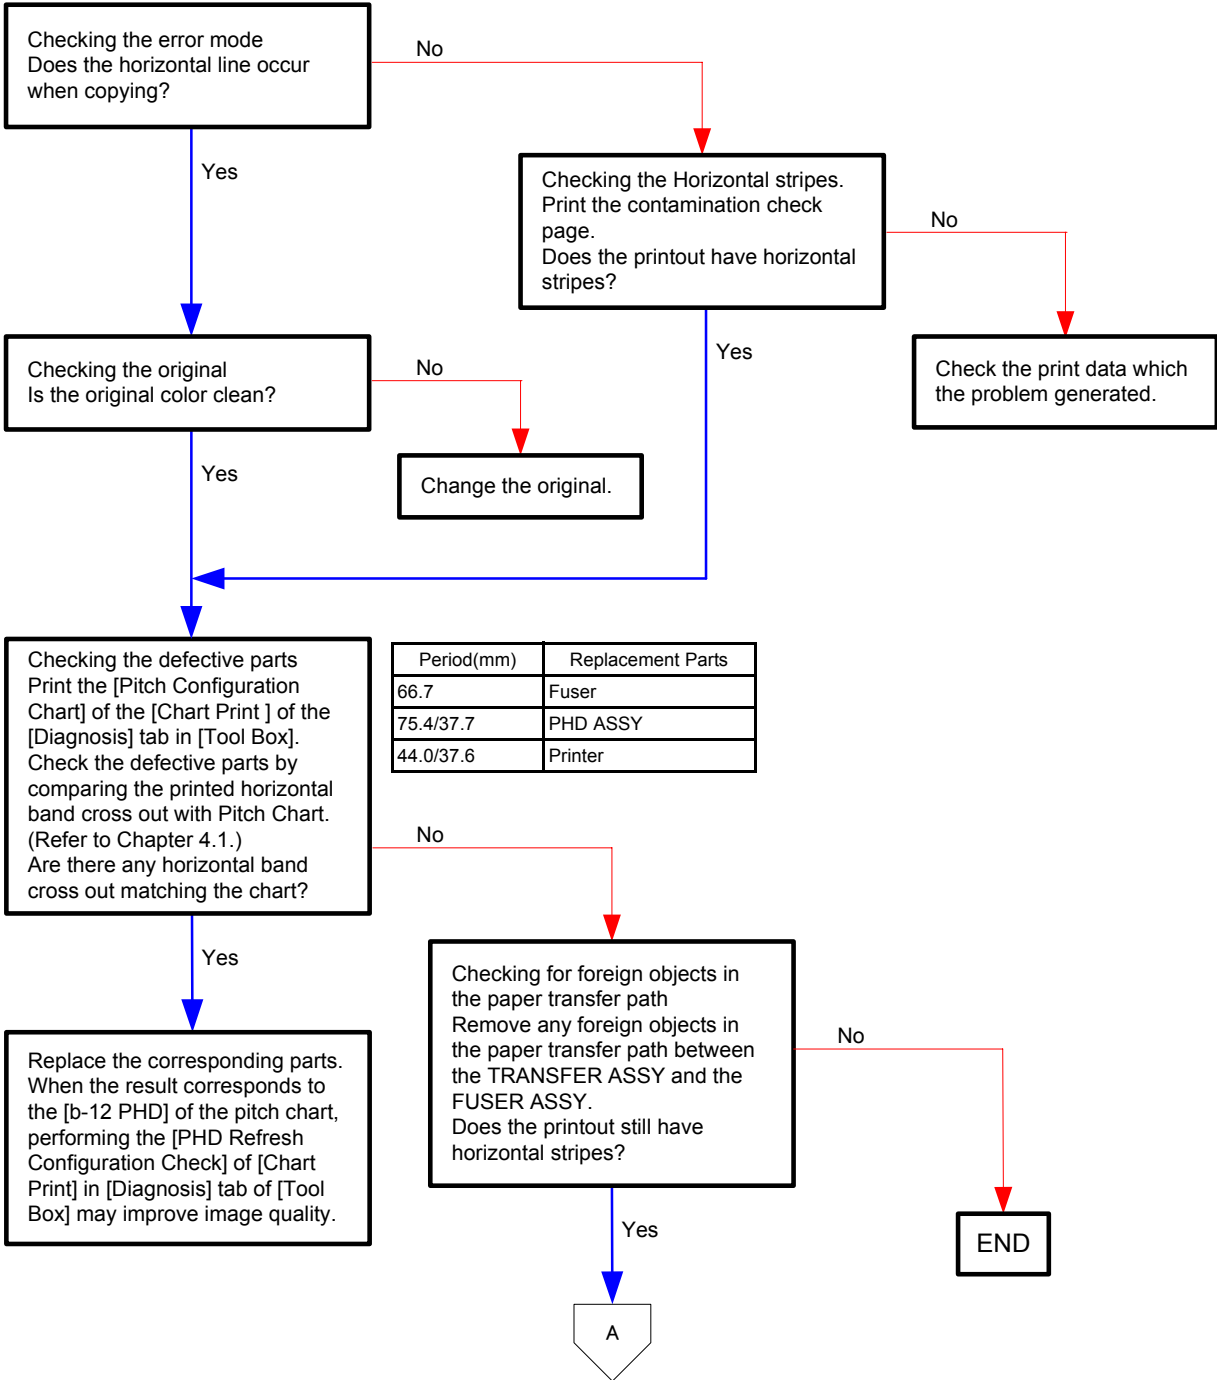 Checking the error mode
Does the horizontal line occur
when copying?
No
Yes
Checking the Horizontal stripes.
Print the contamination check
page.
Does the printout have horizontal
stripes?
No
Yes
Check the print data which
the problem generated.
Checking the original
Is the original color clean?
No
Yes
Change the original.
Checking the defective parts
Print the [Pitch Configuration
Chart] of the [Chart Print ] of the
[Diagnosis] tab in [Tool Box].
Check the defective parts by
comparing the printed horizontal
band cross out with Pitch Chart.
(Refer to Chapter 4.1.)
Are there any horizontal band
cross out matching the chart?
Period(mm) Replacement Parts
66.7 Fuser
75.4/37.7 PHD ASSY
44.0/37.6 Printer
No
Yes
Checking for foreign objects in
the paper transfer path
Remove any foreign objects in
the paper transfer path between
the TRANSFER ASSY and the
FUSER ASSY.
Does the printout still have
horizontal stripes?
No
Yes
Replace the corresponding parts.
When the result corresponds to
the [b-12 PHD] of the pitch chart,
performing the [PHD Refresh
Configuration Check] of [Chart
Print] in [Diagnosis] tab of [Tool
Box] may improve image quality.
END
A